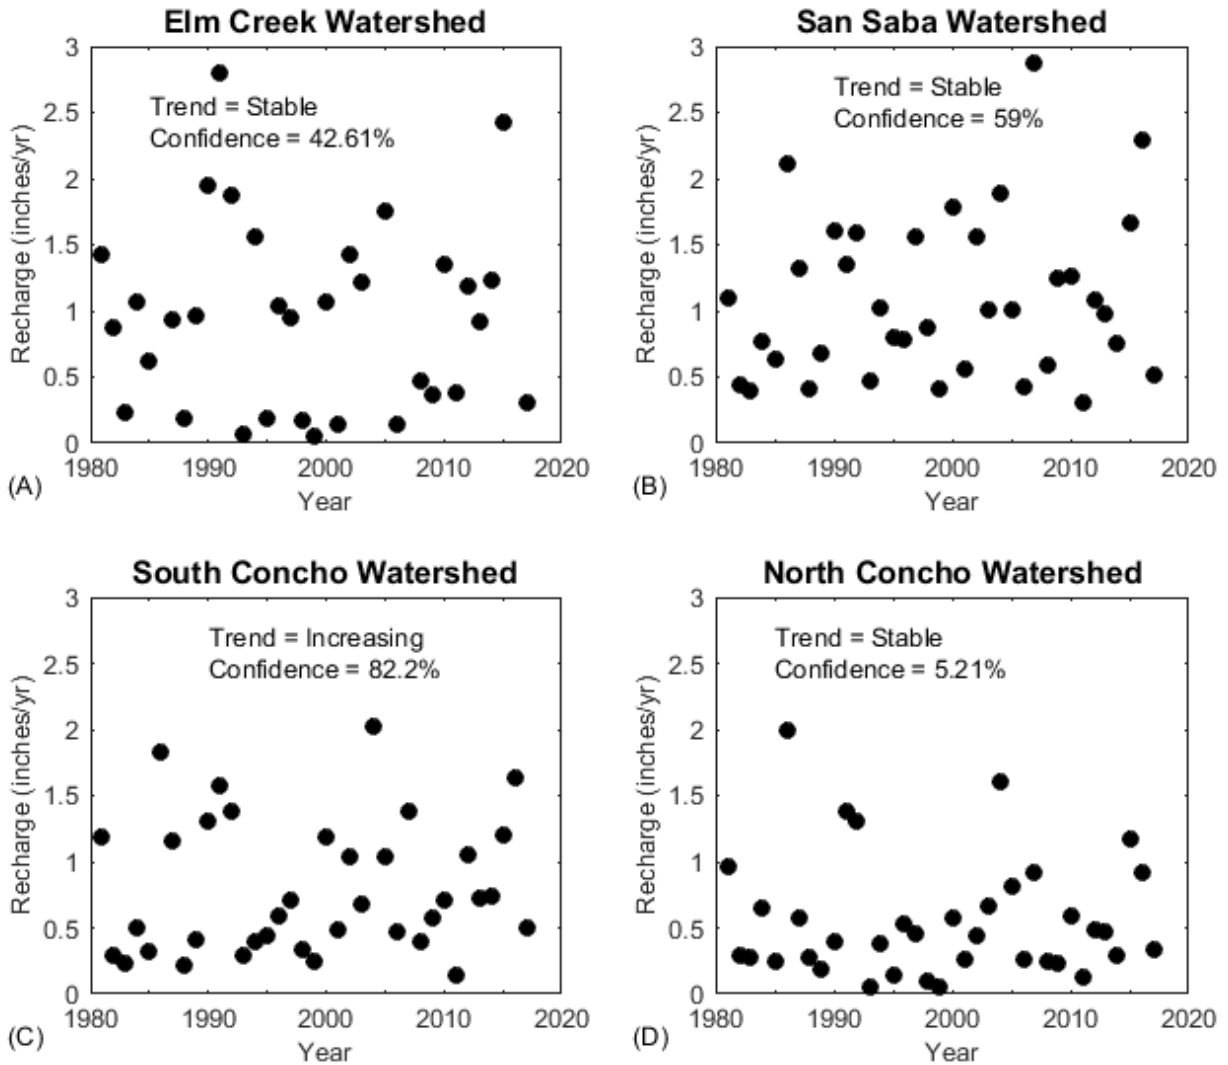 Elm Creek Watershed
3
2.5
2
1.5
1
0.5
0
Recharge (inches/yr)
Trend = Stable
Confidence = 42.61%
1980 1990 2000 2010 2020
Year
(A)
San Saba Watershed
3
2.5
2
1.5
1
0.5
0
Recharge (inches/yr)
Trend = Stable
Confidence = 59%
1980 1990 2000 2010 2020
Year
(B)
South Concho Watershed
3
2.5
2
1.5
1
0.5
0
Recharge (inches/yr)
Trend = Increasing
Confidence = 82.2%
1980 1990 2000 2010 2020
Year
(C)
North Concho Watershed
3
2.5
2
1.5
1
0.5
0
Recharge (inches/yr)
Trend = Stable
Confidence = 5.21%
1980 1990 2000 2010 2020
Year
(D)